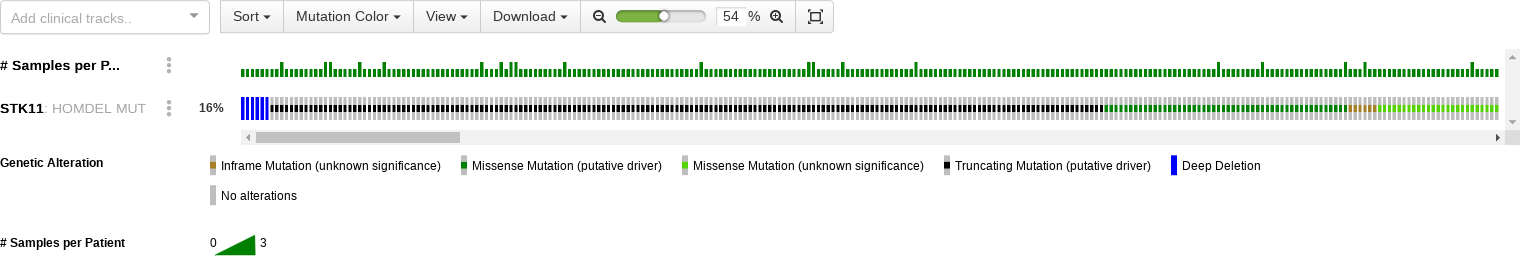 Add clinical tracks.. Sort Mutation Color View Download 54 %
# Samples per P...
STK11: HOMDEL MUT 16%
Genetic Alteration Inframe Mutation (unknown significance) Missense Mutation (putative driver) Missense Mutation (unknown significance) Truncating Mutation (putative driver) Deep Deletion
No alterations
# Samples per Patient 0 3